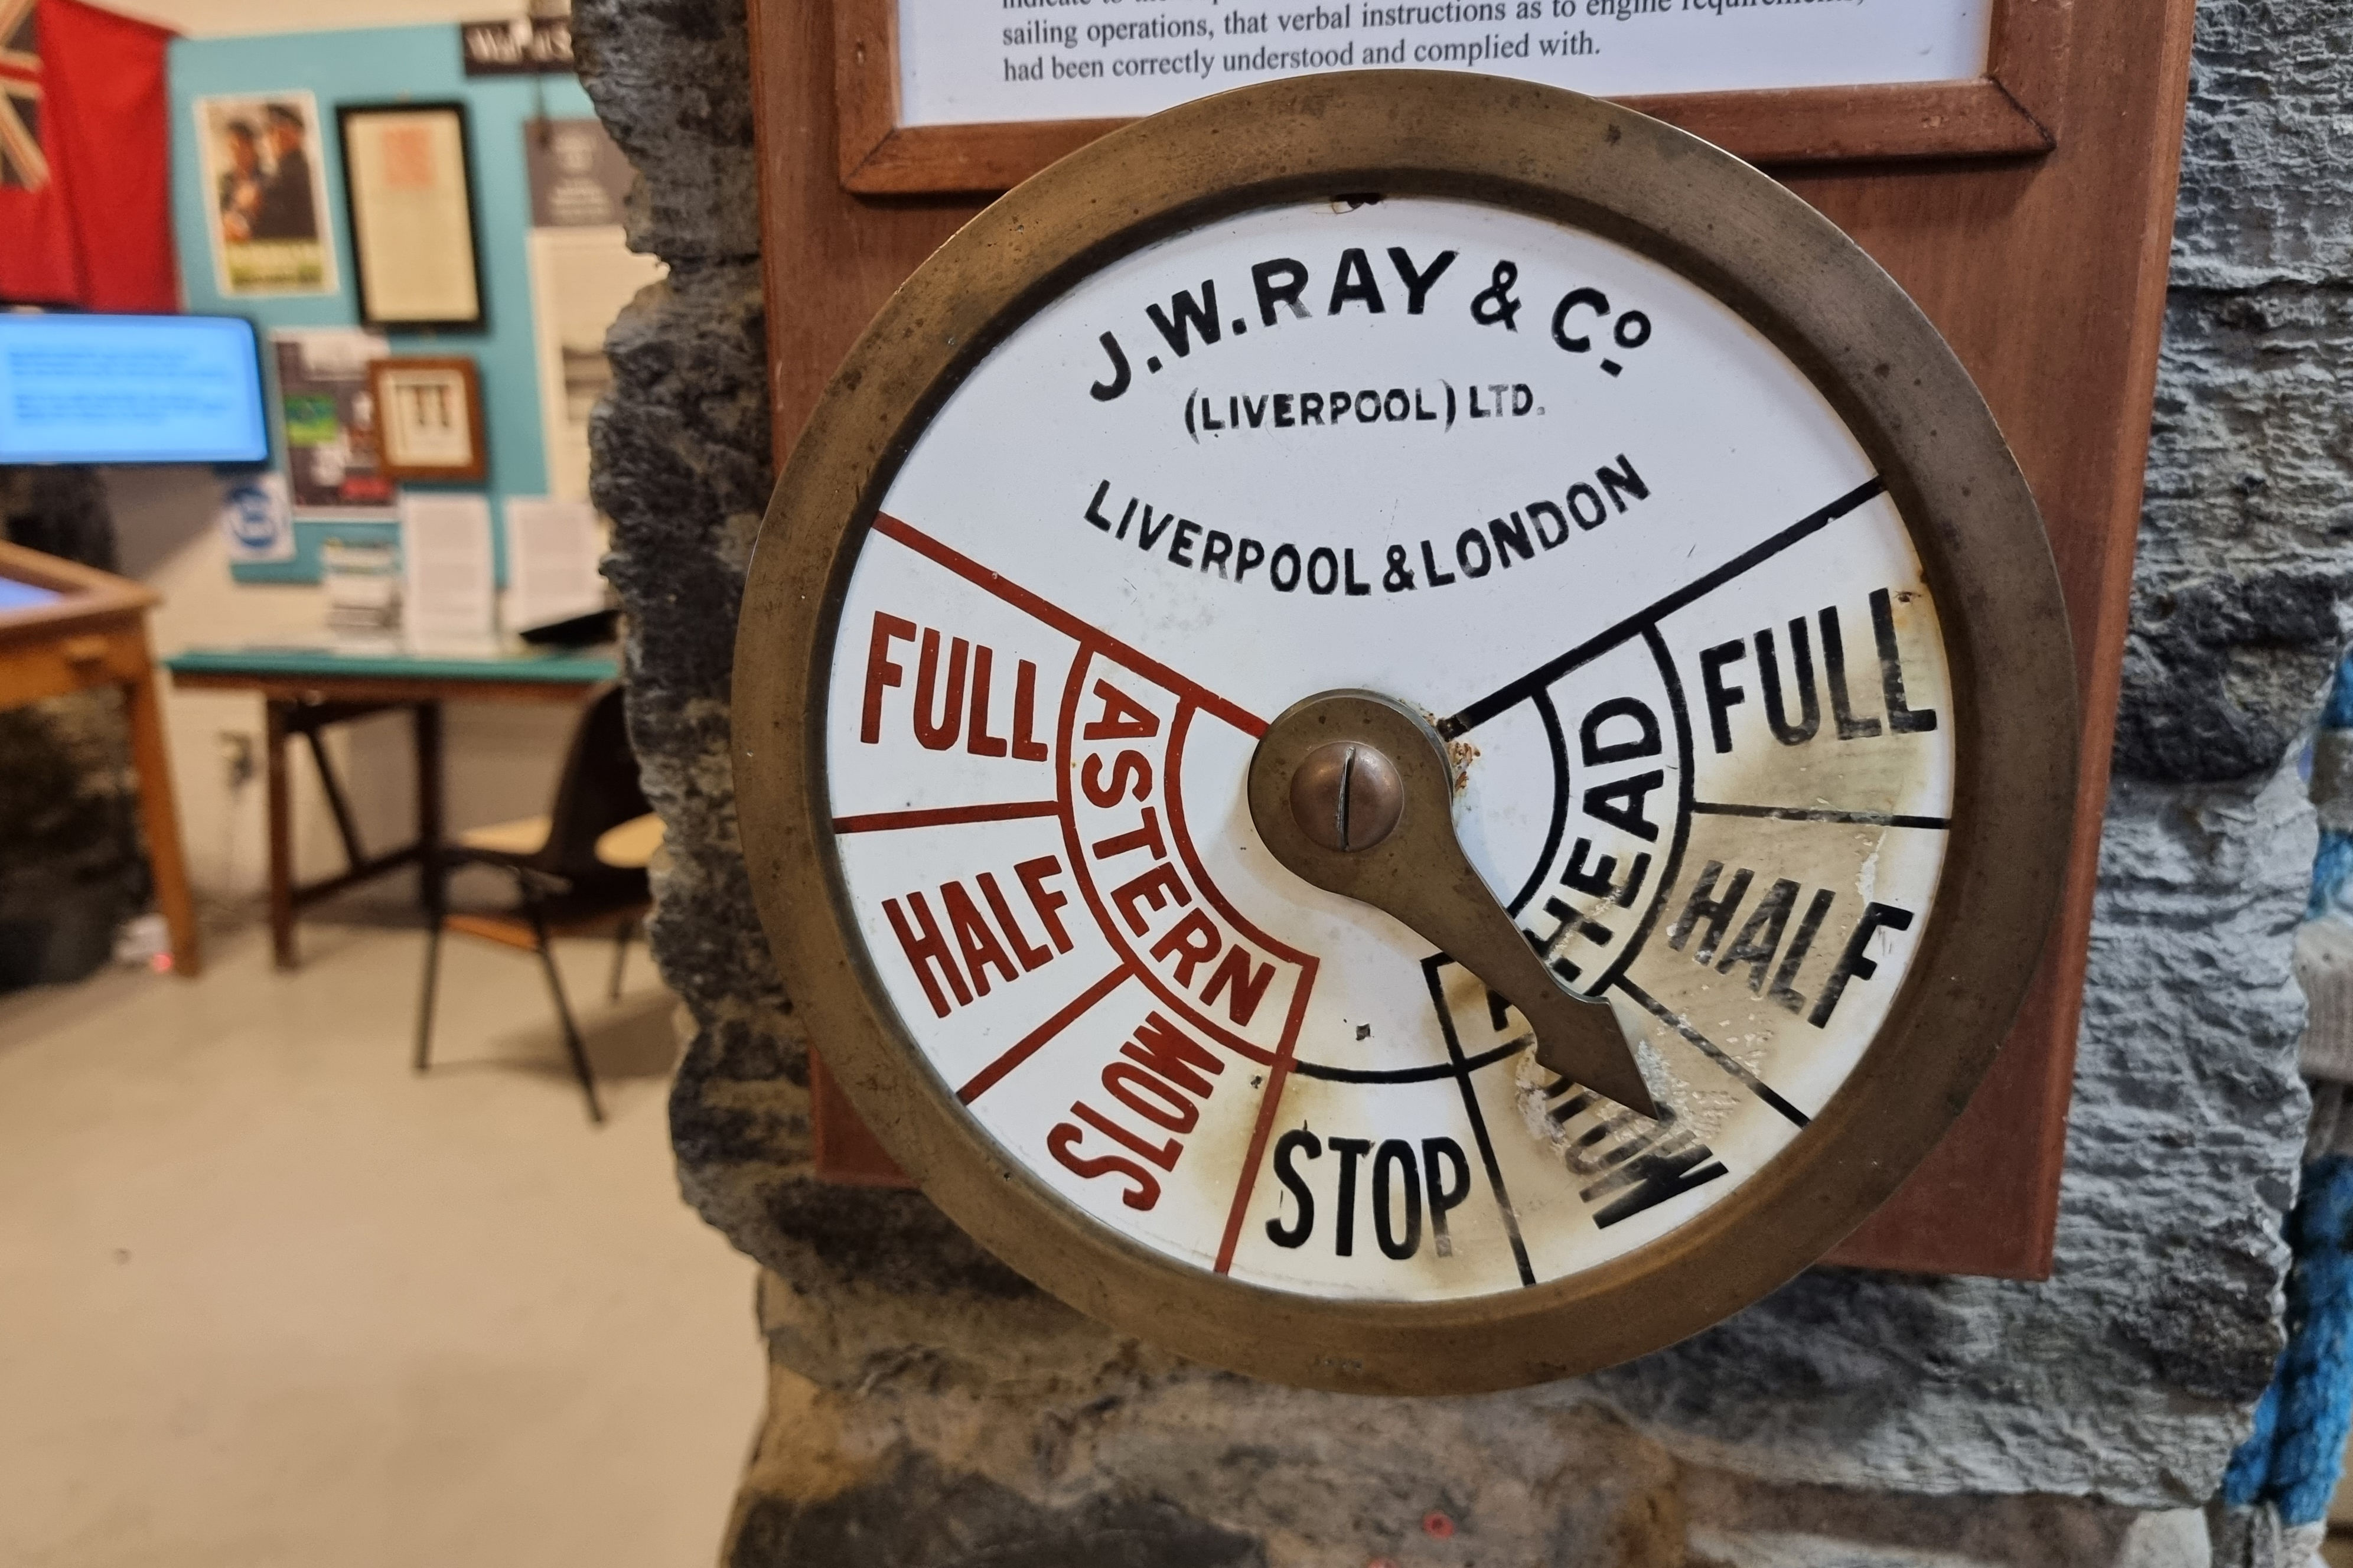 sailing operations, that verbal instructions as to engine requirements,
had been correctly understood and complied with.
J.W.RAY & Co
(LIVERPOOL) LTD.
LIVERPOOL & LONDON
FULL
HALF
SLOW
ASTERN
STOP
AHEAD
FULL
HALF
SLOW